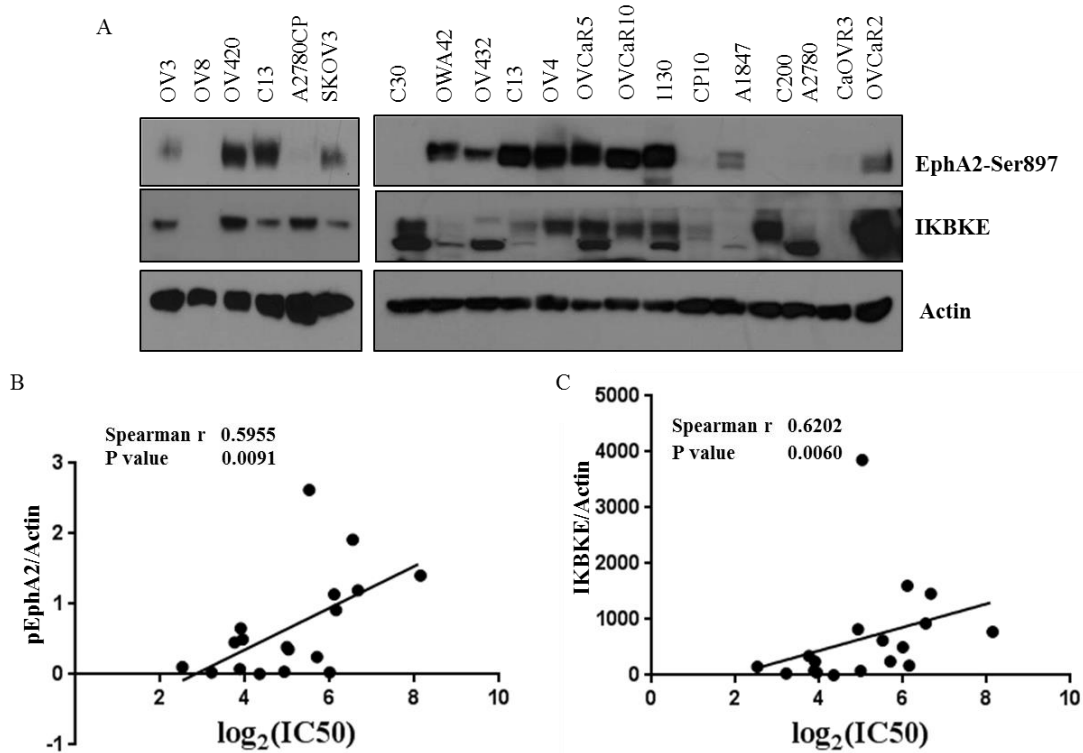 A
OV3
OV8
OV420
C13
A2780CP
SKOV3
C30
OWA42
OV432
C13
OV4
OVCaR5
OVCaR10
1130
CP10
A1847
C200
A2780
CaOVR3
OVCaR2
EphA2-Ser897
IKBKE
Actin
B
Spearman r 0.5955
P value 0.0091
pEphA2/Actin
3
2
1
0
-1
2 4 6 8 10
log₂(IC50)
C
Spearman r 0.6202
P value 0.0060
IKBKE/Actin
5000
4000
3000
2000
1000
0
0 2 4 6 8 10
log₂(IC50)